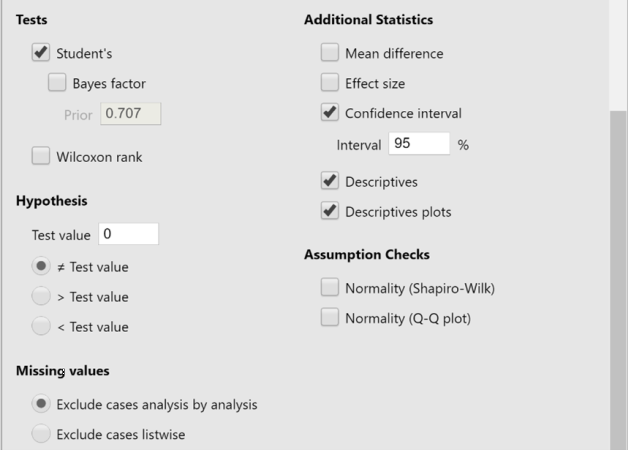 Tests
Student's
Bayes factor
Prior 0.707
Wilcoxon rank
Hypothesis
Test value 0
≠ Test value
> Test value
< Test value
Missing values
Exclude cases analysis by analysis
Exclude cases listwise
Additional Statistics
Mean difference
Effect size
Confidence interval
Interval 95 %
Descriptives
Descriptives plots
Assumption Checks
Normality (Shapiro-Wilk)
Normality (Q-Q plot)